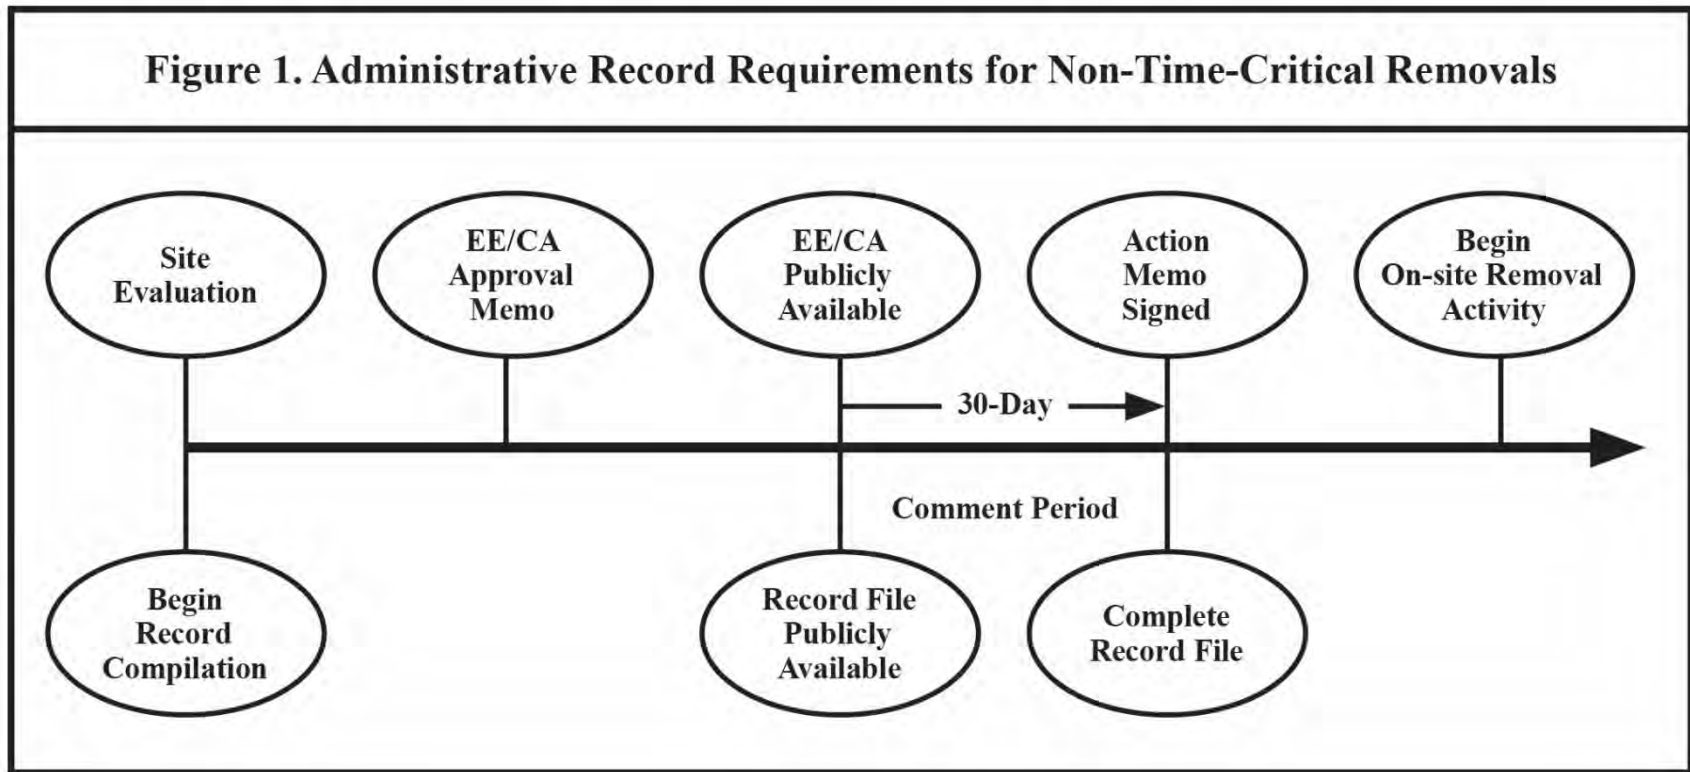 Figure 1. Administrative Record Requirements for Non-Time-Critical Removals
Site
Evaluation
EE/CA
Approval
Memo
EE/CA
Publicly
Available
Action
Memo
Signed
Begin
On-site Removal
Activity
30-Day
Comment Period
Begin
Record
Compilation
Record File
Publicly
Available
Complete
Record File